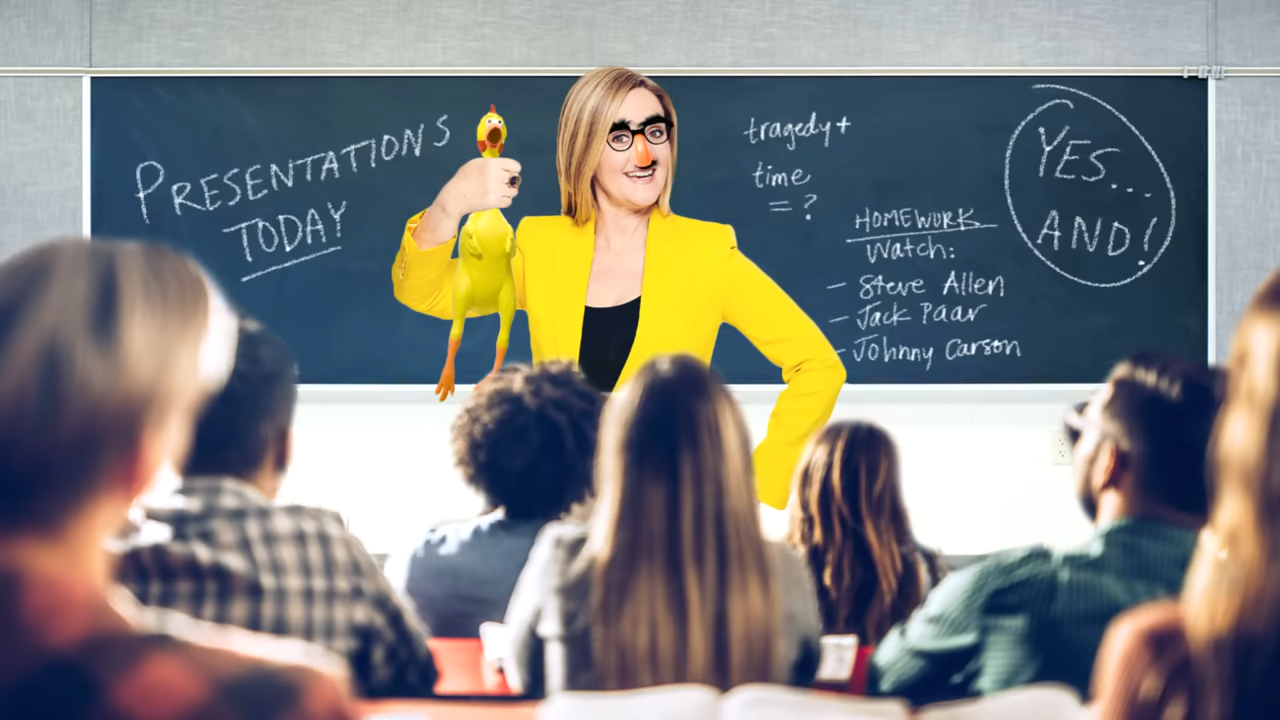 PRESENTATIONS
TODAY
tragedy+
time
= ?
HOMEWORK
Watch:
- Steve Allen
- Jack Paar
- Johnny Carson
YES...
AND!